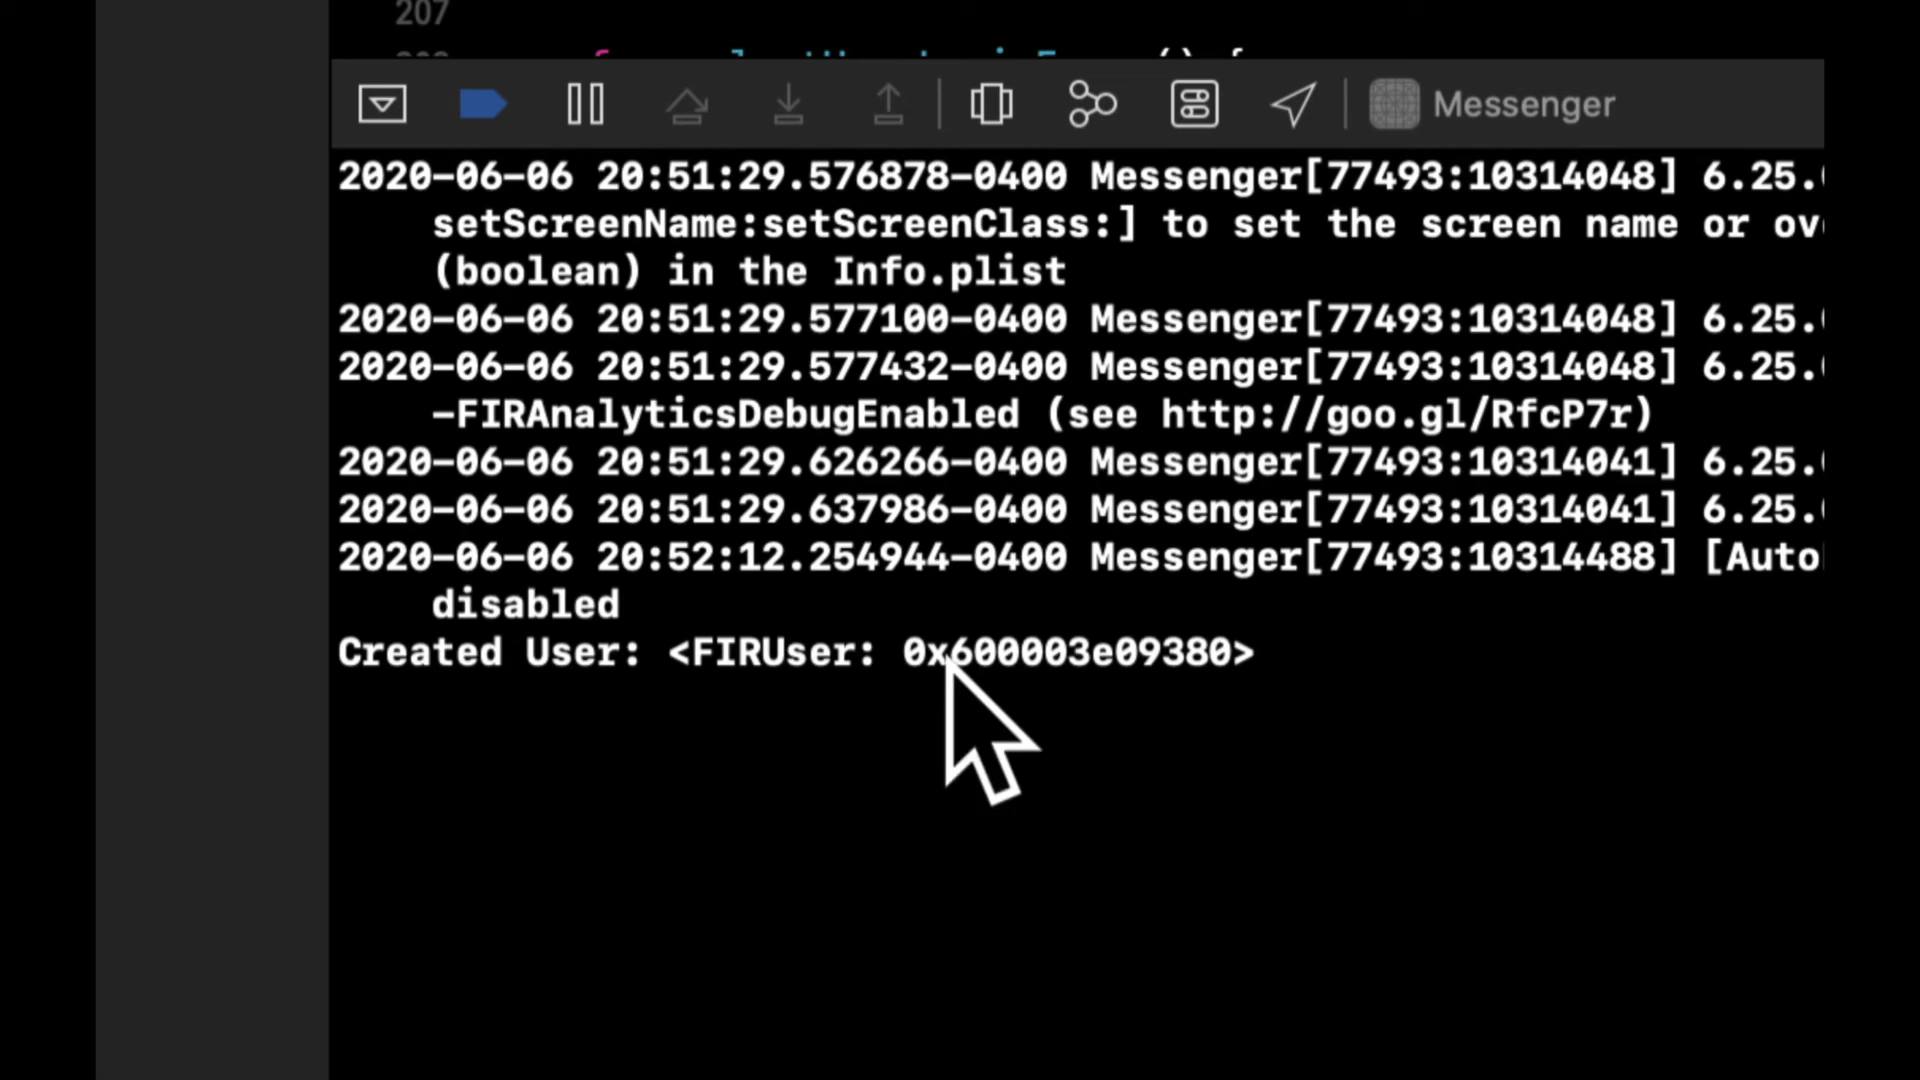 207
Messenger
2020-06-06 20:51:29.576878-0400 Messenger[77493:10314048] 6.25.
setScreenName:setScreenClass:] to set the screen name or
(boolean) in the Info.plist
2020-06-06 20:51:29.577100-0400 Messenger[77493:10314048] 6.25.
2020-06-06 20:51:29.577432-0400 Messenger[77493:10314048] 6.25.
-FIRAnalyticsDebugEnabled (see http://goo.gl/RfcP7r)
2020-06-06 20:51:29.626266-0400 Messenger[77493:10314041] 6.25.
2020-06-06 20:51:29.637986-0400 Messenger[77493:10314041] 6.25.
2020-06-06 20:52:12.254944-0400 Messenger[77493:10314488] [Auto
disabled
Created User: <FIRUser: 0x600003e09380>